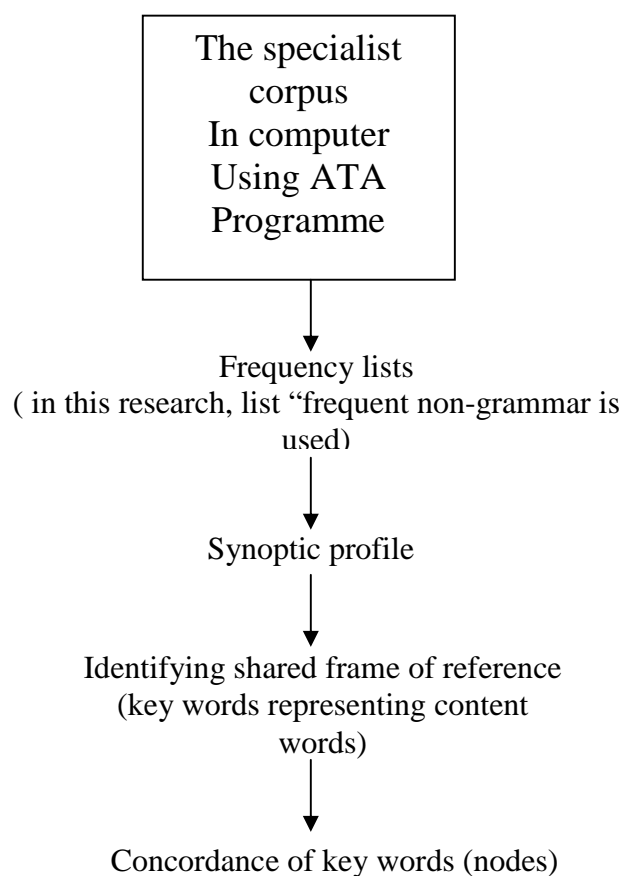 The specialist
corpus
In computer
Using ATA
Programme
Frequency lists
( in this research, list “frequent non-grammar is
used)
Synoptic profile
Identifying shared frame of reference
(key words representing content
words)
Concordance of key words (nodes)